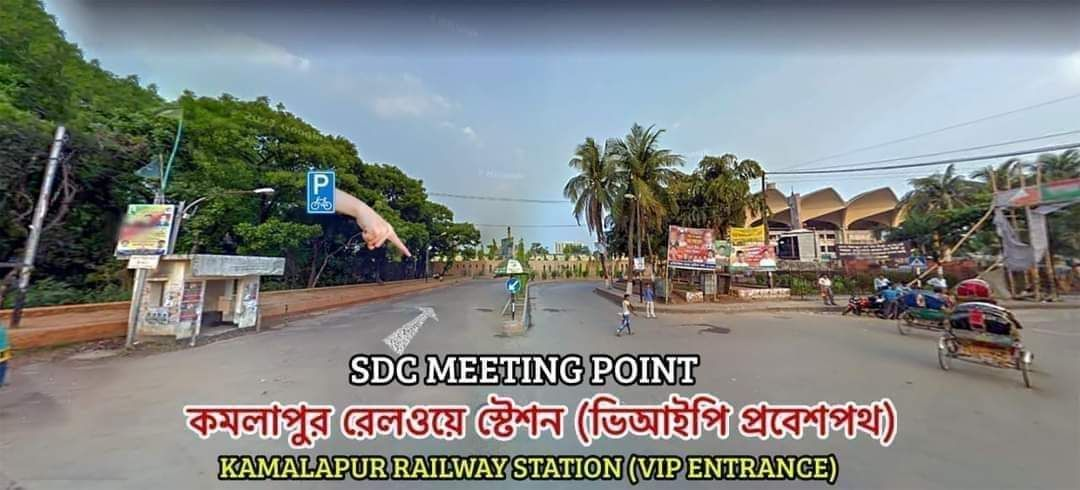 P
SDC MEETING POINT
কমলাপুর রেলওয়ে স্টেশন (ভিআইপি প্রবেশপথ)
KAMALAPUR RAILWAY STATION (VIP ENTRANCE)